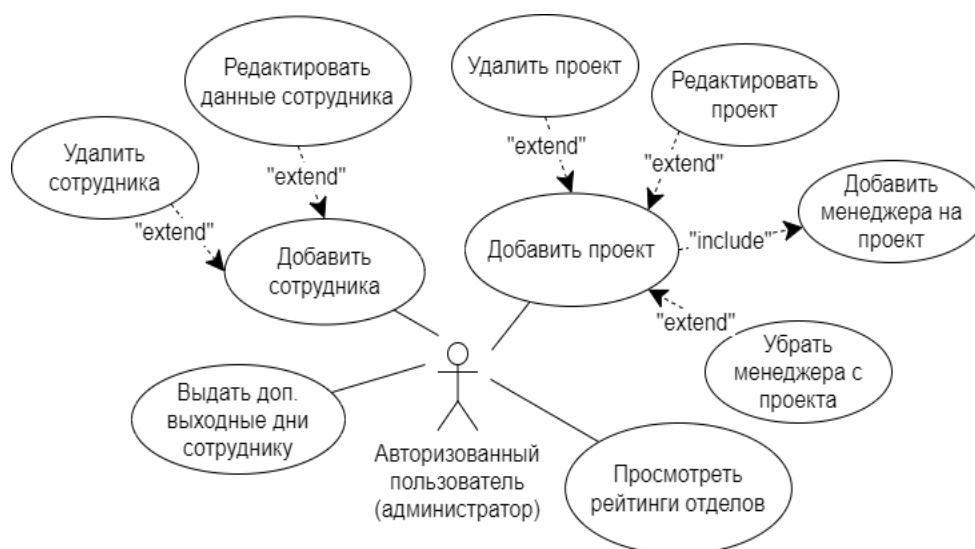 Удалить проект
Редактировать
данные сотрудника
Редактировать
проект
"extend"
"extend"
Удалить
сотрудника
"extend"
"extend"
Добавить
менеджера на
проект
"extend"
Добавить
сотрудника
Добавить проект
"include"
"extend"
Убрать
менеджера с
проекта
Выдать доп.
выходные дни
сотруднику
Авторизованный
пользователь
(администратор)
Просмотреть
рейтинги отделов